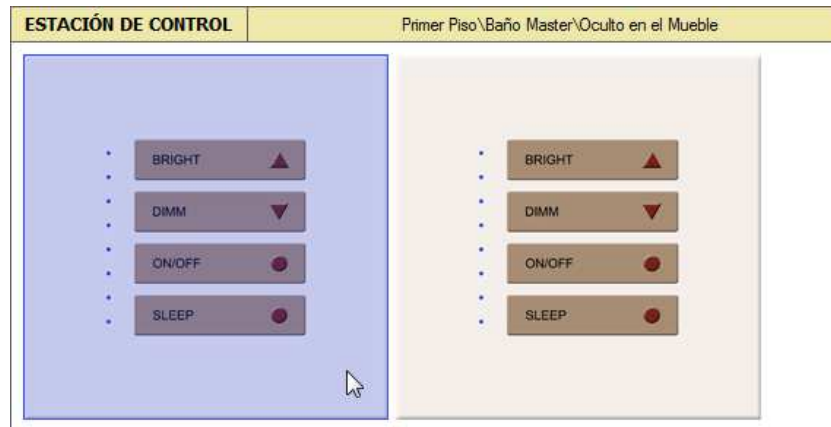 ESTACIÓN DE CONTROL
Primer Piso\Baño Master\Oculto en el Mueble
BRIGHT
DIMM
ON/OFF
SLEEP
BRIGHT
DIMM
ON/OFF
SLEEP